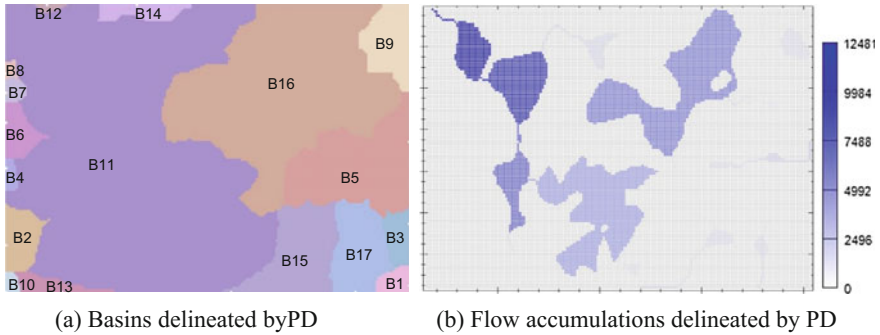 B12
B14
B9
B8
B7
B16
B6
B11
B4
B5
B2
B15
B17
B3
B10
B13
B1
12481
9984
7488
4992
2496
0
(a) Basins delineated byPD
(b) Flow accumulations delineated by PD